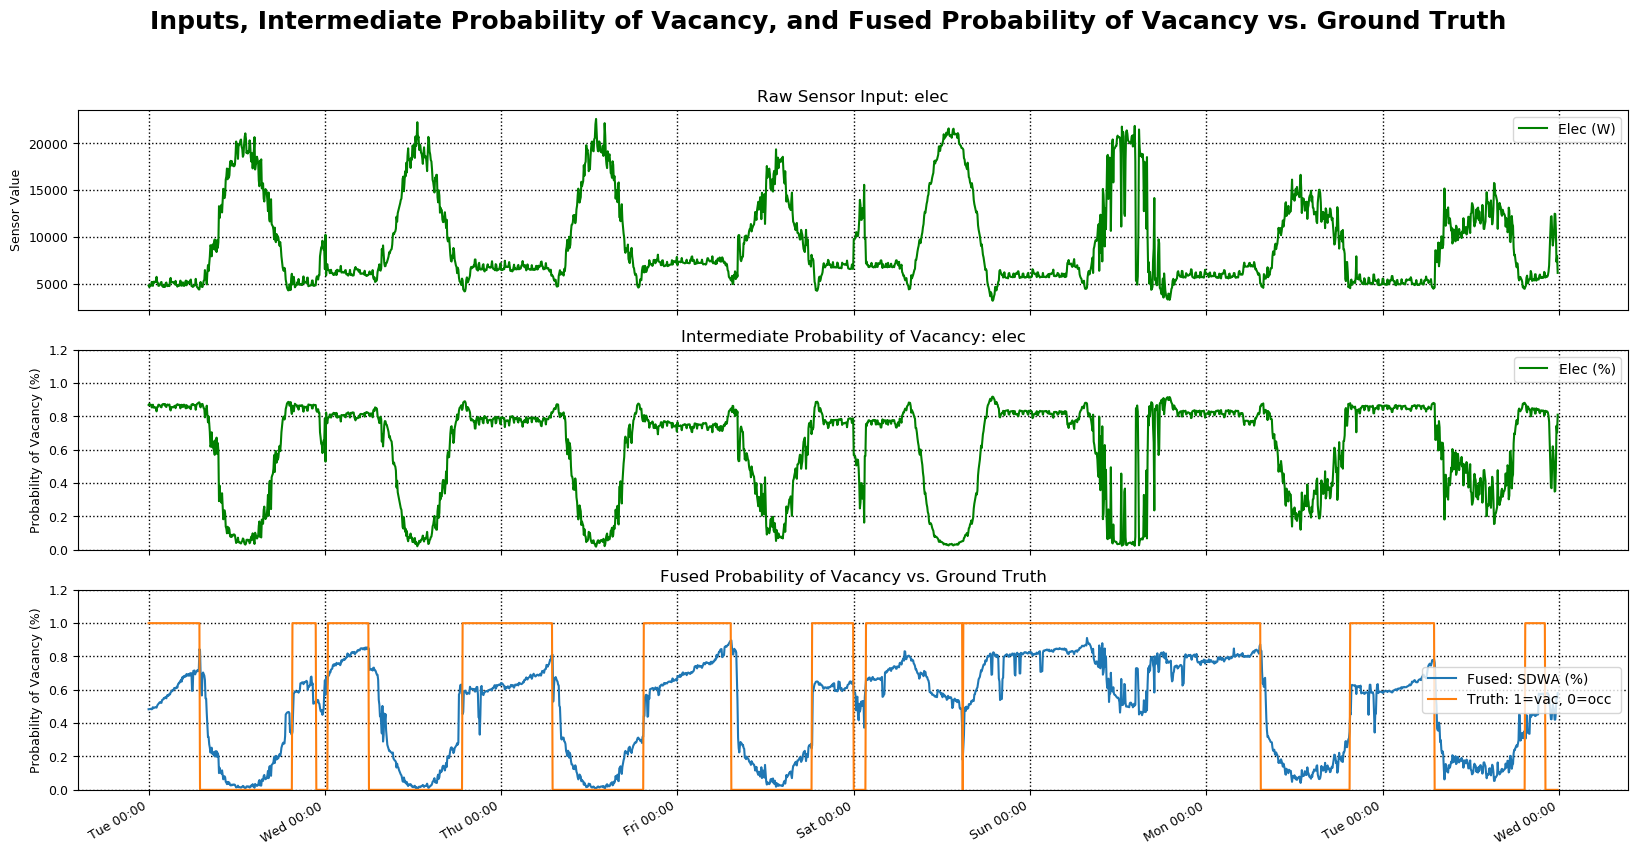 Inputs, Intermediate Probability of Vacancy, and Fused Probability of Vacancy vs. Ground Truth
Raw Sensor Input: elec
Sensor Value
20000
15000
10000
5000
Elec (W)
Intermediate Probability of Vacancy: elec
Probability of Vacancy (%)
1.2
1.0
0.8
0.6
0.4
0.2
0.0
Elec (%)
Fused Probability of Vacancy vs. Ground Truth
Probability of Vacancy (%)
1.2
1.0
0.8
0.6
0.4
0.2
0.0
Fused: SDWA (%)
Truth: 1=vac, 0=occ
Tue 00:00
Wed 00:00
Thu 00:00
Fri 00:00
Sat 00:00
Sun 00:00
Mon 00:00
Tue 00:00
Wed 00:00